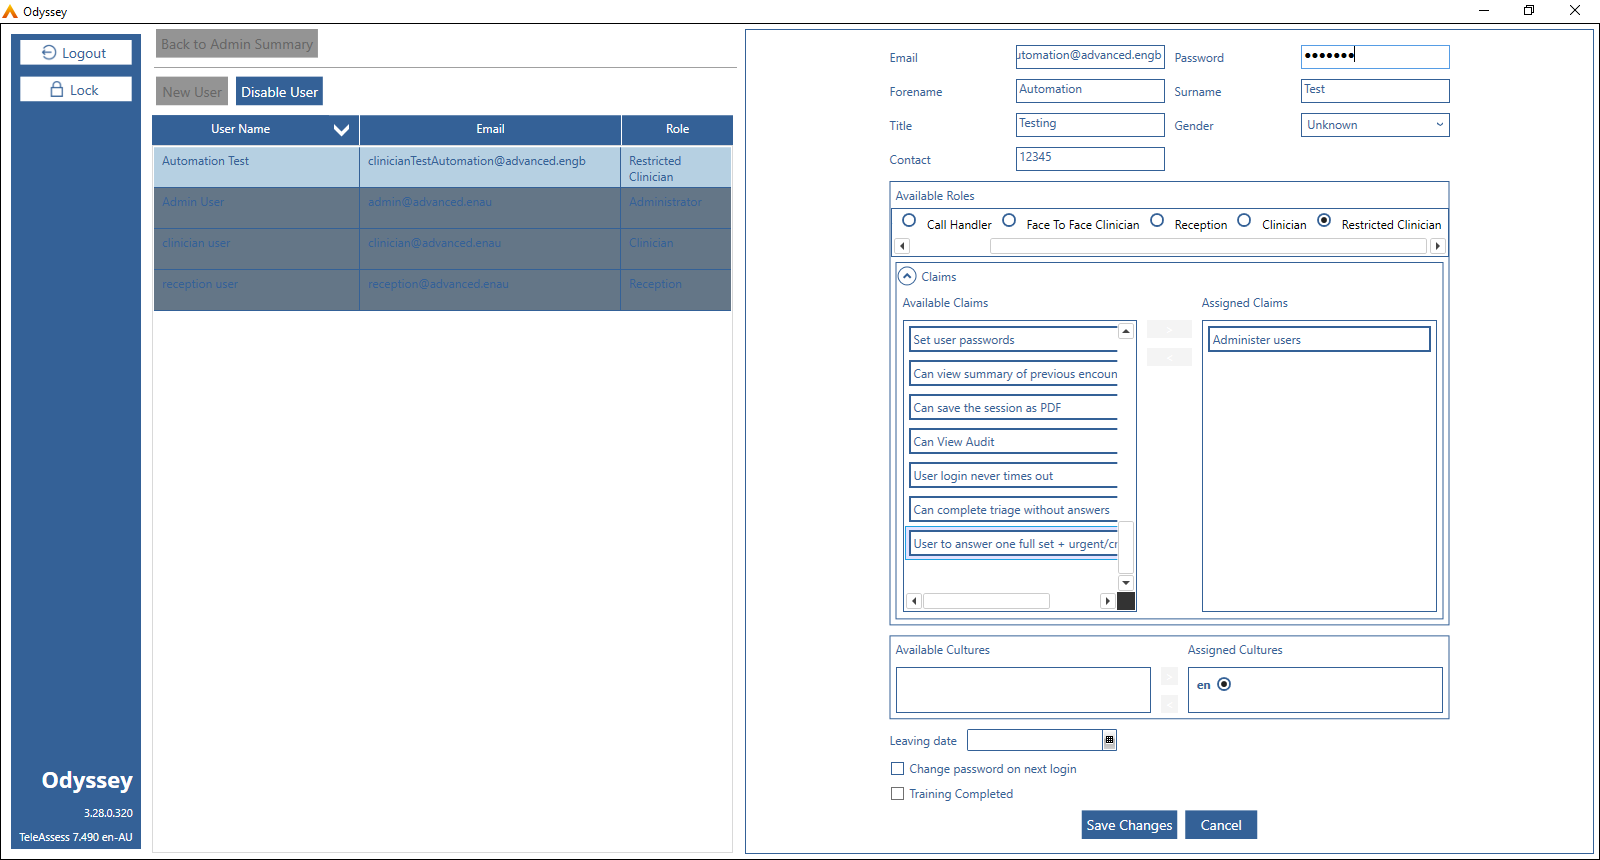 Odyssey
Logout
Lock
Back to Admin Summary
New User
Disable User
User Name
Email
Role
Automation Test
clinicianTestAutomation@advanced.engb
Restricted
Clinician
Admin User
admin@advanced.enau
Administrator
clinician user
clinician@advanced.enau
Clinician
reception user
reception@advanced.enau
Reception
Odyssey
3.28.0.320
TeleAssess 7.490 en-AU
Email
utomation@advanced.engb
Password
Forename
Automation
Surname
Test
Title
Testing
Gender
Unknown
Contact
12345
Available Roles
Call Handler
Face To Face Clinician
Reception
Clinician
Restricted Clinician
Claims
Available Claims
Assigned Claims
Set user passwords
Can view summary of previous encoun
Can save the session as PDF
Can View Audit
User login never times out
Can complete triage without answers
User to answer one full set + urgent/cr
Administer users
Available Cultures
Assigned Cultures
en
Leaving date
Change password on next login
Training Completed
Save Changes
Cancel